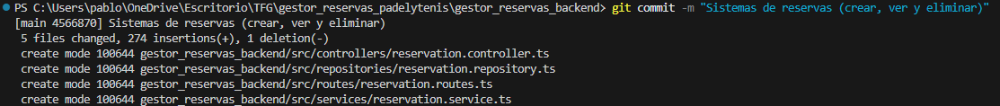 PS C:\Users\pablo\OneDrive\Escritorio\TFG\gestor_reservas_padelytenis\gestor_reservas_backend> git commit -m "Sistemas de reservas (crear, ver y eliminar)"
[main 4566870] Sistemas de reservas (crear, ver y eliminar)
 5 files changed, 274 insertions(+), 1 deletion(-)
 create mode 100644 gestor_reservas_backend/src/controllers/reservation.controller.ts
 create mode 100644 gestor_reservas_backend/src/repositories/reservation.repository.ts
 create mode 100644 gestor_reservas_backend/src/routes/reservation.routes.ts
 create mode 100644 gestor_reservas_backend/src/services/reservation.service.ts